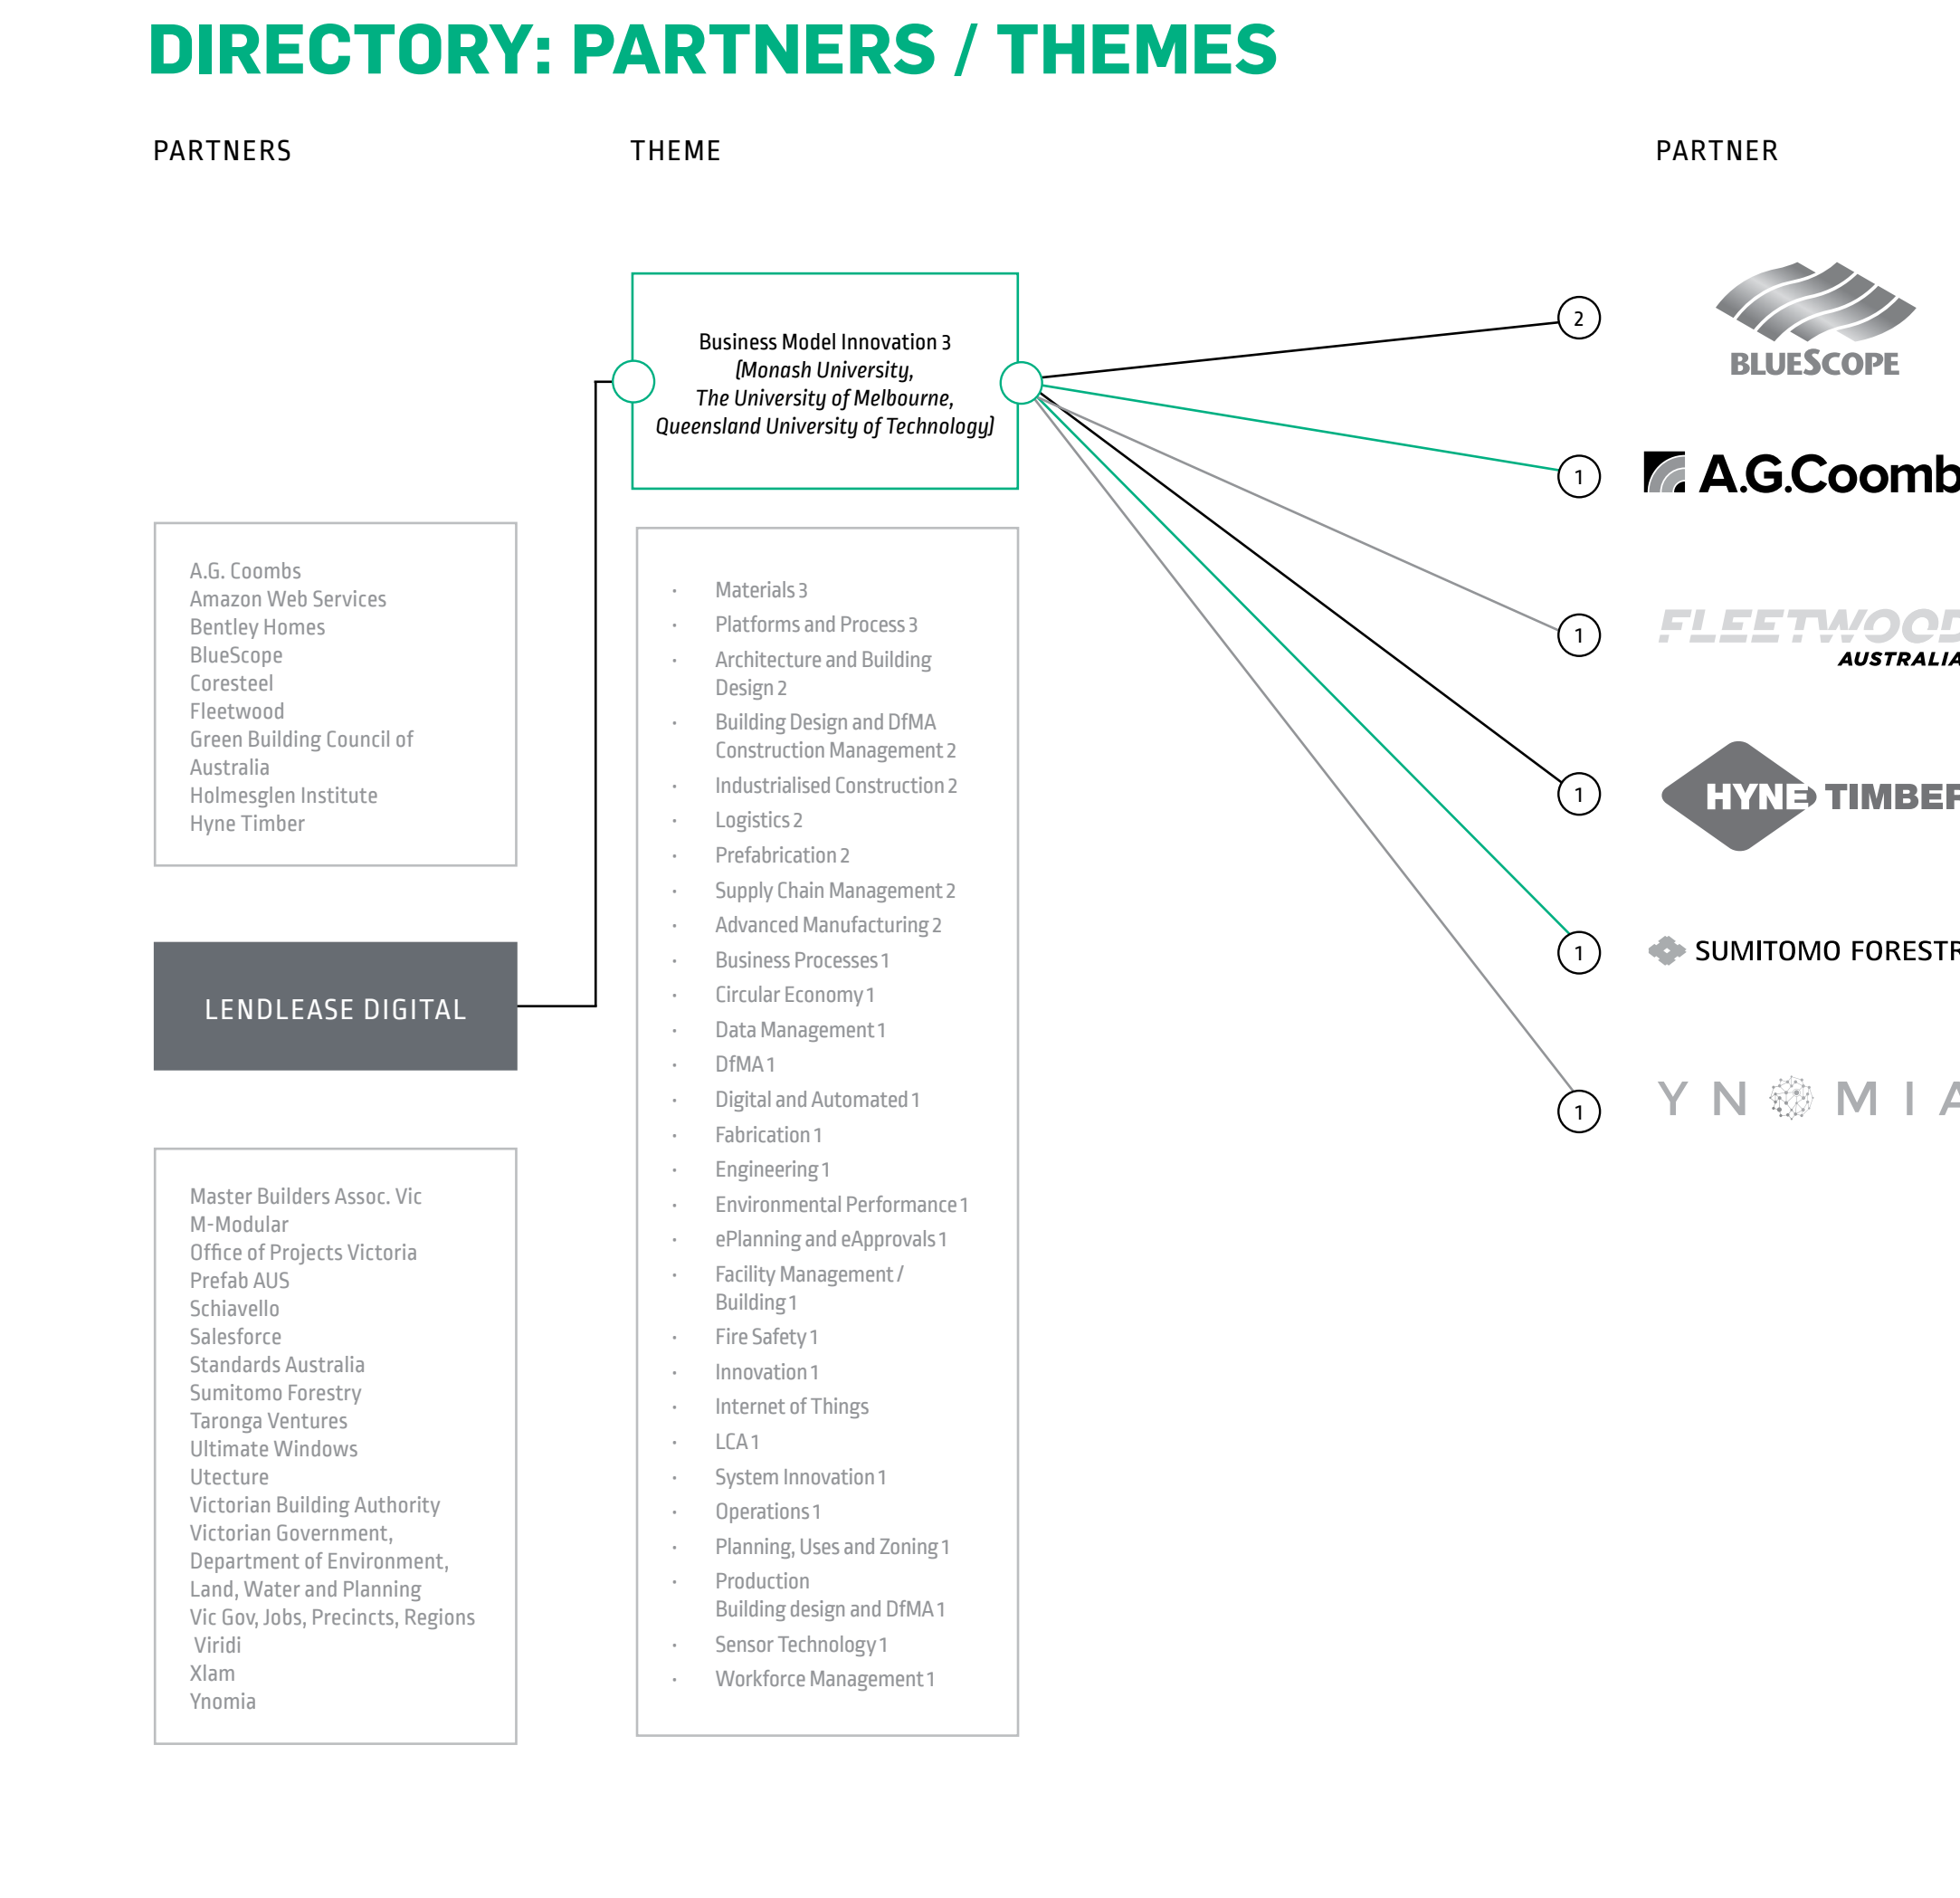 DIRECTORY: PARTNERS / THEMES
PARTNERS
THEME
PARTNER
Business Model Innovation 3
(Monash University,
The University of Melbourne,
Queensland University of Technology)
A.G. Coombs
Amazon Web Services
Bentley Homes
BlueScope
Coresteel
Fleetwood
Green Building Council of
Australia
Holmesglen Institute
Hyne Timber
LENDLEASE DIGITAL
Master Builders Assoc. Vic
M-Modular
Office of Projects Victoria
Prefab AUS
Schiavello
Salesforce
Standards Australia
Sumitomo Forestry
Taronga Ventures
Ultimate Windows
Utecture
Victorian Building Authority
Victorian Government,
Department of Environment,
Land, Water and Planning
Vic Gov, Jobs, Precincts, Regions
Viridi
Xlam
Ynomia
· Materials 3
· Platforms and Process 3
· Architecture and Building
Design 2
· Building Design and DfMA
Construction Management 2
· Industrialised Construction 2
· Logistics 2
· Prefabrication 2
· Supply Chain Management 2
· Advanced Manufacturing 2
· Business Processes 1
· Circular Economy 1
· Data Management 1
· DfMA 1
· Digital and Automated 1
· Fabrication 1
· Engineering 1
· Environmental Performance 1
· ePlanning and eApprovals 1
· Facility Management /
Building 1
· Fire Safety 1
· Innovation 1
· Internet of Things
· LCA 1
· System Innovation 1
· Operations 1
· Planning, Uses and Zoning 1
· Production
Building design and DfMA 1
· Sensor Technology 1
· Workforce Management 1
2
BLUESCOPE
1
A.G.Coomb
1
FLEETWOOD
AUSTRALIA
1
HYNE TIMBER
1
SUMITOMO FORESTR
1
YNOMIA